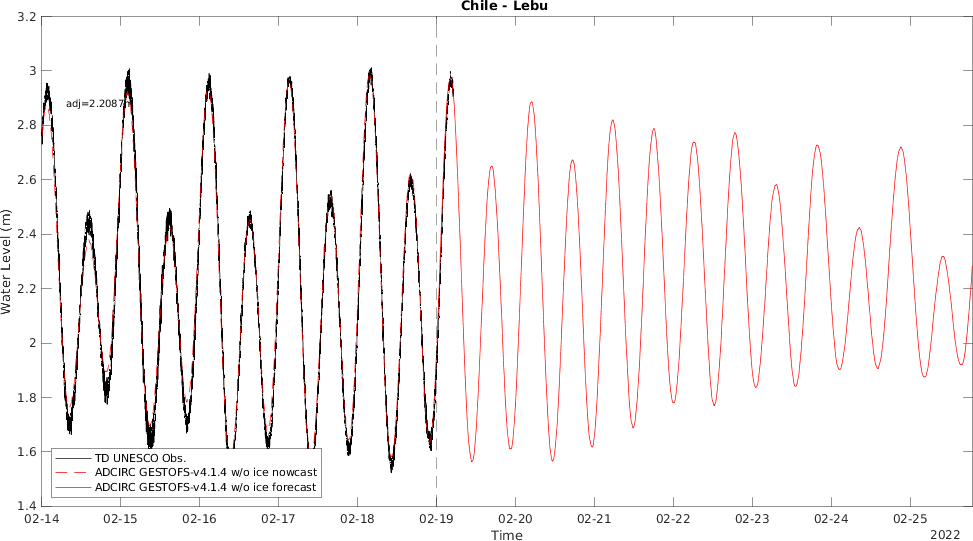 Chile - Lebu
3.2
3
2.8
2.6
2.4
2.2
2
1.8
1.6
1.4
Water Level (m)
adj=2.2087
TD UNESCO Obs.
ADCIRC GESTOFS-v4.1.4 w/o ice nowcast
ADCIRC GESTOFS-v4.1.4 w/o ice forecast
02-14 02-15 02-16 02-17 02-18 02-19 02-20 02-21 02-22 02-23 02-24 02-25
Time
2022